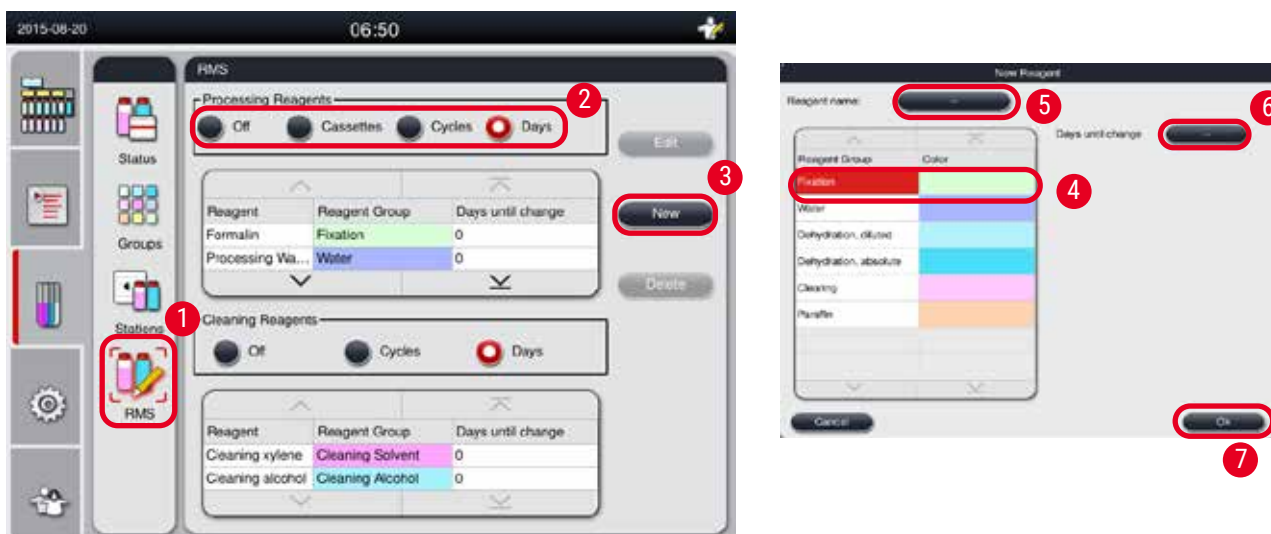 2015-08-20 06:50
RMS
Processing Reagents
2
Off Cassettes Cycles Days
Edit
Status
3
Reagent Reagent Group Days until change
New
Formalin Fixation 0
Groups
Processing Wa... Water 0
Delete
1
Stations
Cleaning Reagents
Off Cycles Days
RMS
Reagent Reagent Group Days until change
Cleaning xylene Cleaning Solvent 0
Cleaning alcohol Cleaning Alcohol 0
New Reagent
Reagent name: -- 5
6
Days until change --
Reagent Group Color
Fixation
4
Water
Dehydration, diluted
Dehydration, absolute
Clearing
Paraffin
Cancel Ok
7